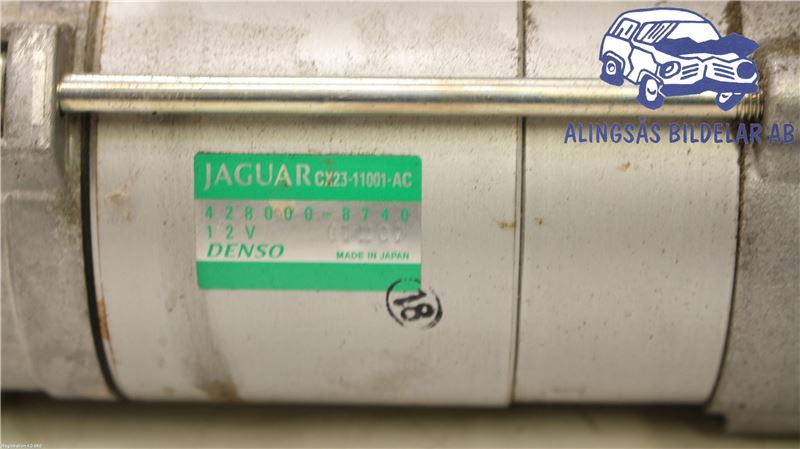 ALINGSÅS BILDELAR AB
JAGUAR CX23-11001-AC
428000-8740
12V
DENSO MADE IN JAPAN
18